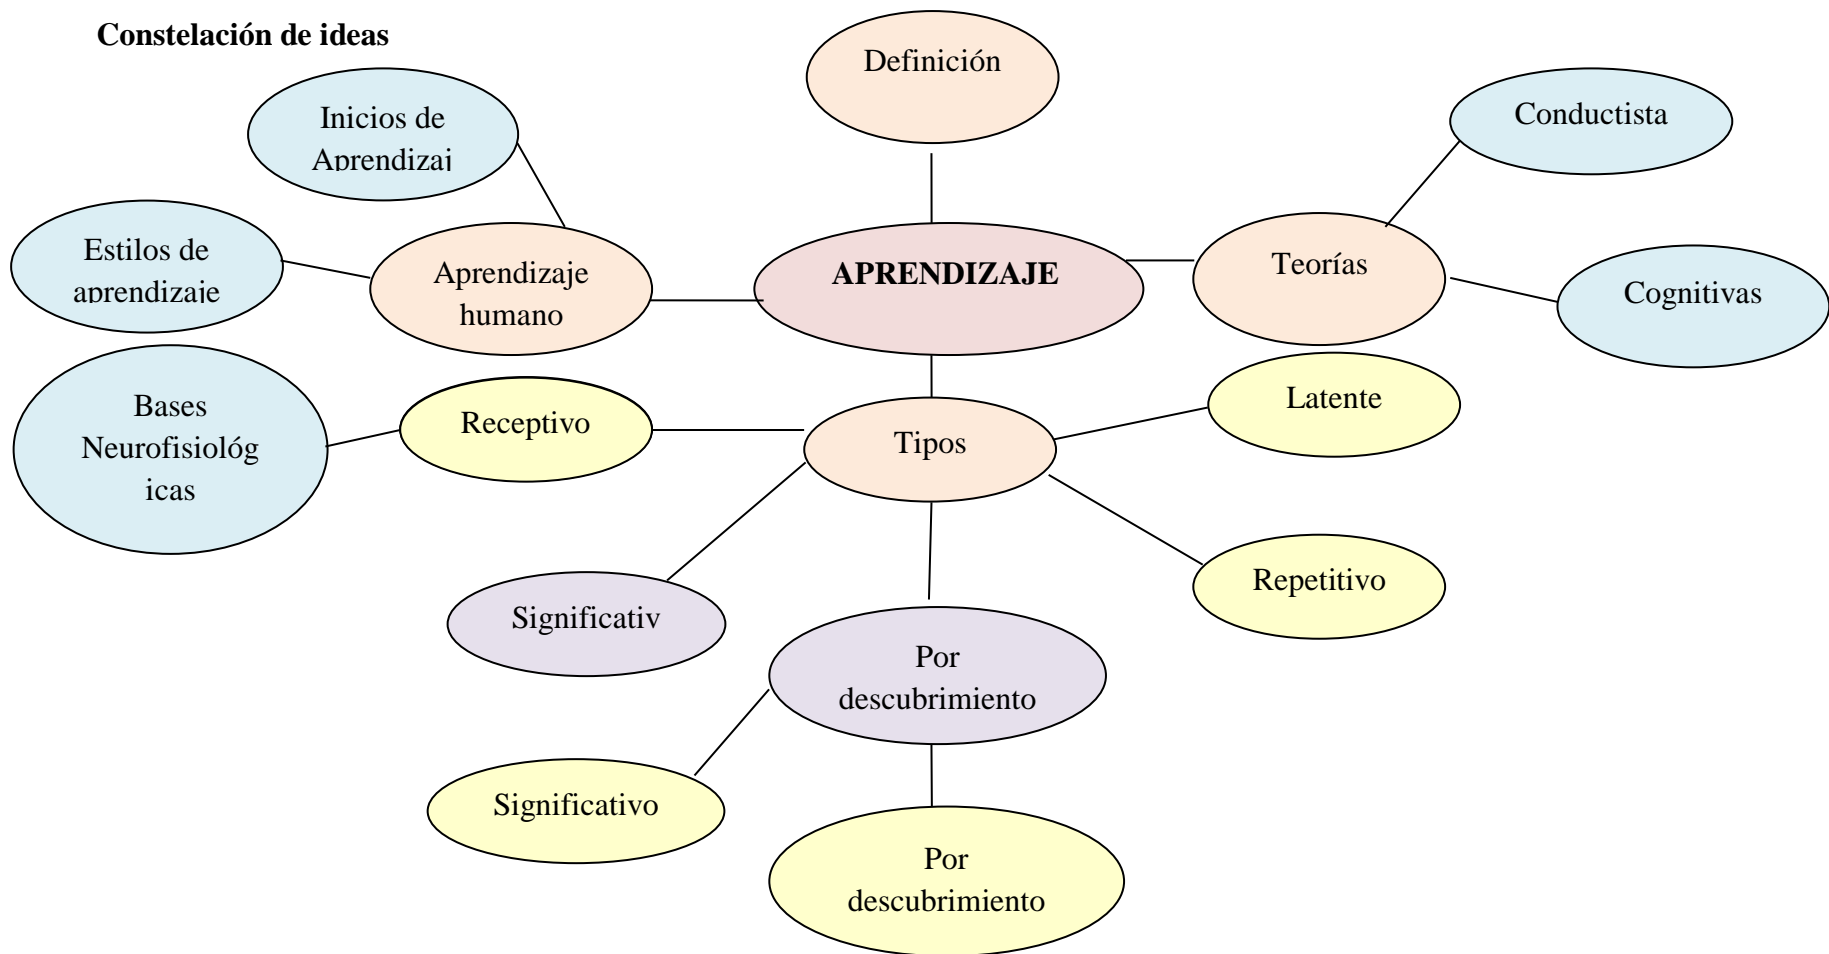 Constelación de ideas
Definición
Inicios de
Aprendizaj
Conductista
Estilos de
aprendizaje
Aprendizaje
humano
APRENDIZAJE
Teorías
Cognitivas
Bases
Neurofisiológ
icas
Receptivo
Tipos
Latente
Significativ
Repetitivo
Por
descubrimiento
Significativo
Por
descubrimiento